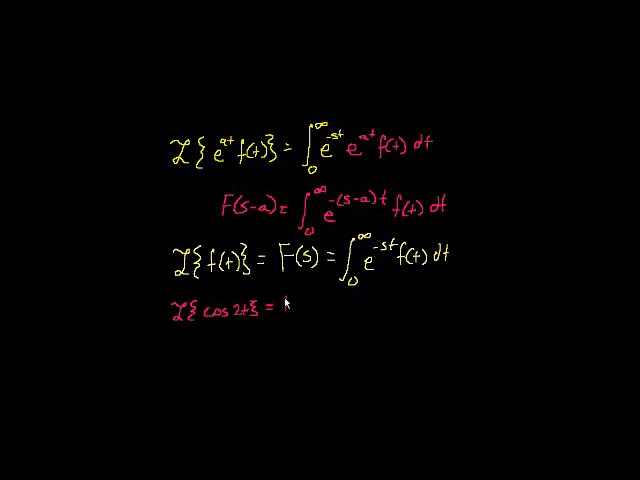 ℒ{e^{at} f(t)} = ∫_0^∞ e^{-st} e^{at} f(t) dt
F(s-a) = ∫_0^∞ e^{-(s-a)t} f(t) dt
ℒ{f(t)} = F(s) = ∫_0^∞ e^{-st} f(t) dt
ℒ{cos 2t} =